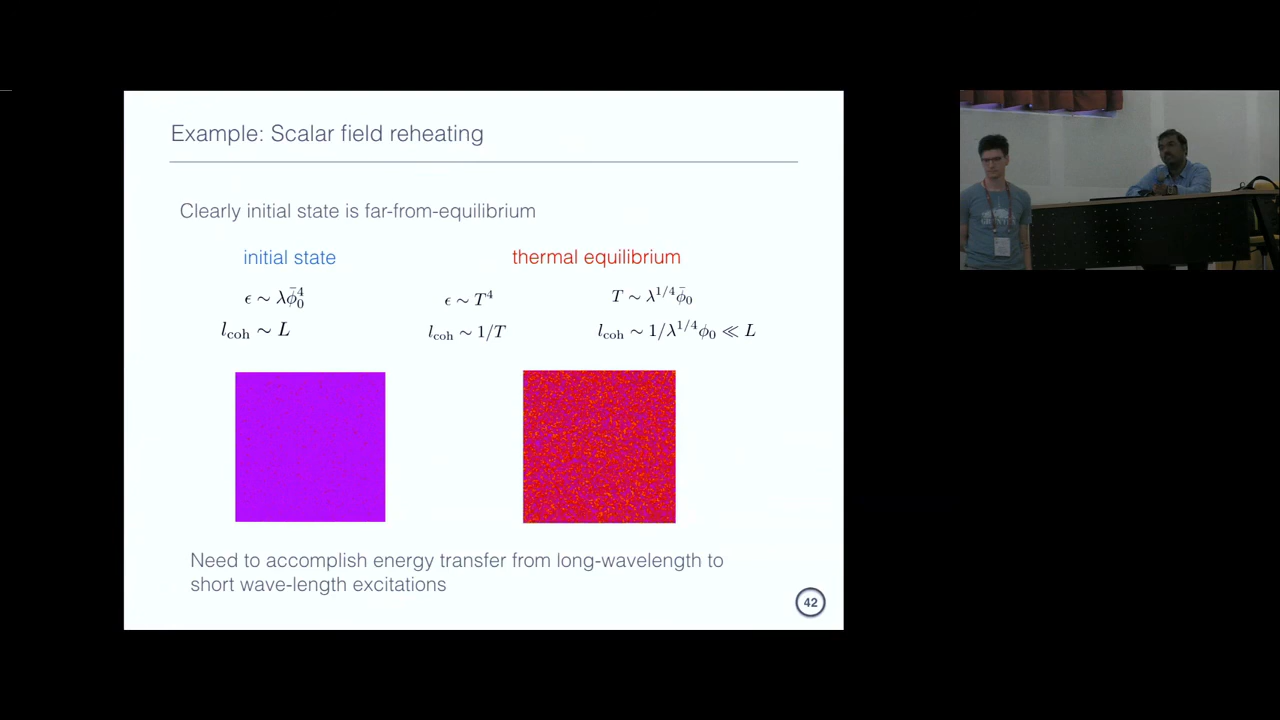 Example: Scalar field reheating
Clearly initial state is far-from-equilibrium
initial state thermal equilibrium
ϵ ∼ λϕ̄₀⁴ ϵ ∼ T⁴ T ∼ λ^{1/4}ϕ̄₀
l_coh ∼ L l_coh ∼ 1/T l_coh ∼ 1/λ^{1/4}ϕ₀ ≪ L
Need to accomplish energy transfer from long-wavelength to
short wave-length excitations
42